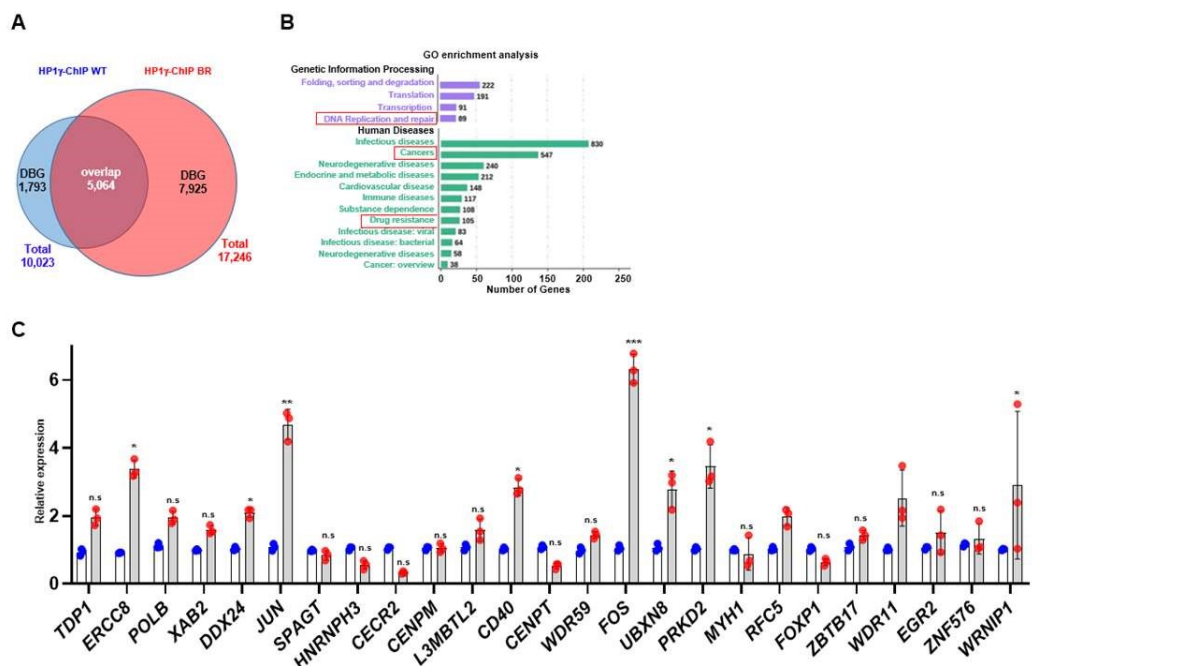 A
B
HP1γ-ChIP WT
HP1γ-ChIP BR
DBG
1,793
overlap
5,064
DBG
7,925
Total
10,023
Total
17,246
GO enrichment analysis
Genetic Information Processing
Folding, sorting and degradation 222
Translation 191
Transcription 91
DNA Replication and repair 89
Human Diseases
Infectious diseases 830
Cancers 547
Neurodegenerative diseases 240
Endocrine and metabolic diseases 212
Cardiovascular disease 148
Immune diseases 117
Substance dependence 108
Drug resistance 105
Infectious disease: viral 83
Infectious disease: bacterial 64
Neurodegenerative diseases 58
Cancer: overview 38
0 50 100 150 200 250
Number of Genes
C
Relative expression
6
4
2
0
n.s
*
n.s
n.s
*
**
n.s
n.s
n.s
n.s
n.s
*
n.s
n.s
***
*
*
n.s
n.s
n.s
n.s
n.s
*
TDP1
ERCC8
POLB
XAB2
DDX24
JUN
SPAGT
HNRNPH3
CECR2
CENPM
L3MBTL2
CD40
CENPT
WDR59
FOS
UBXN8
PRKD2
MYH1
RFC5
FOXP1
ZBTB17
WDR11
EGR2
ZNF576
WRNIP1